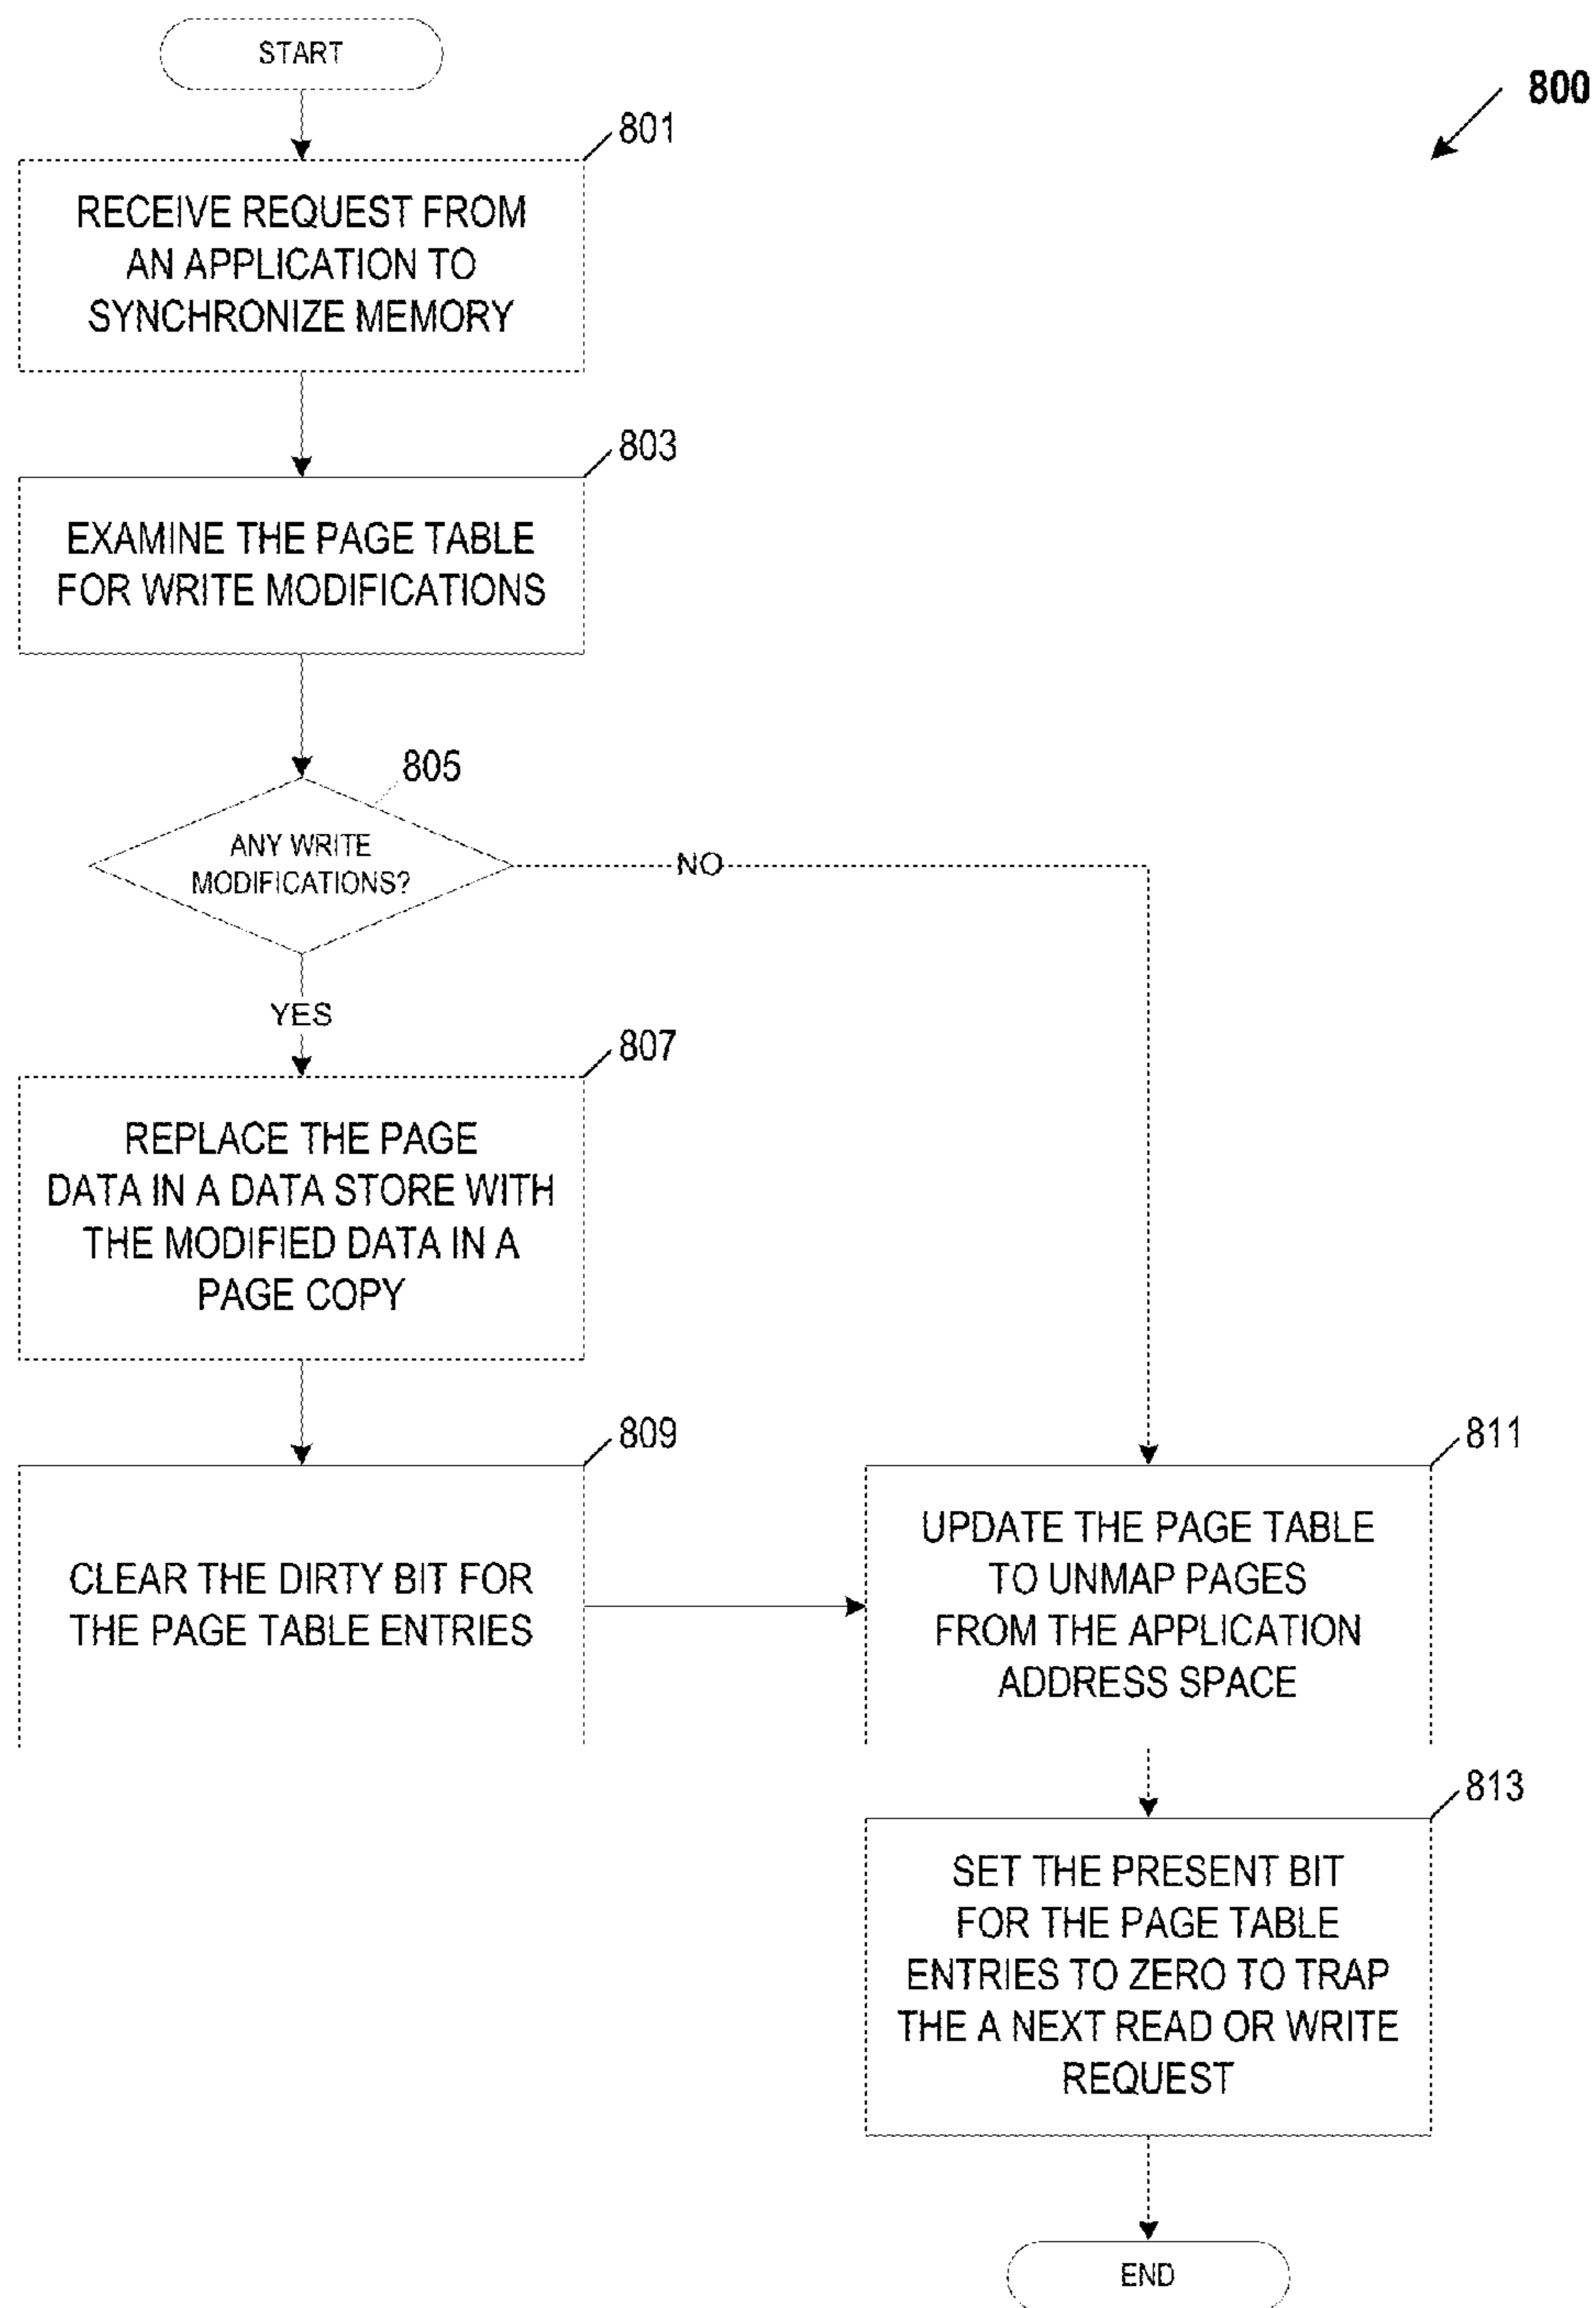 START
800
801
RECEIVE REQUEST FROM
AN APPLICATION TO
SYNCHRONIZE MEMORY
803
EXAMINE THE PAGE TABLE
FOR WRITE MODIFICATIONS
805
ANY WRITE
MODIFICATIONS?
NO
YES
807
REPLACE THE PAGE
DATA IN A DATA STORE WITH
THE MODIFIED DATA IN A
PAGE COPY
809
CLEAR THE DIRTY BIT FOR
THE PAGE TABLE ENTRIES
811
UPDATE THE PAGE TABLE
TO UNMAP PAGES
FROM THE APPLICATION
ADDRESS SPACE
813
SET THE PRESENT BIT
FOR THE PAGE TABLE
ENTRIES TO ZERO TO TRAP
THE A NEXT READ OR WRITE
REQUEST
END